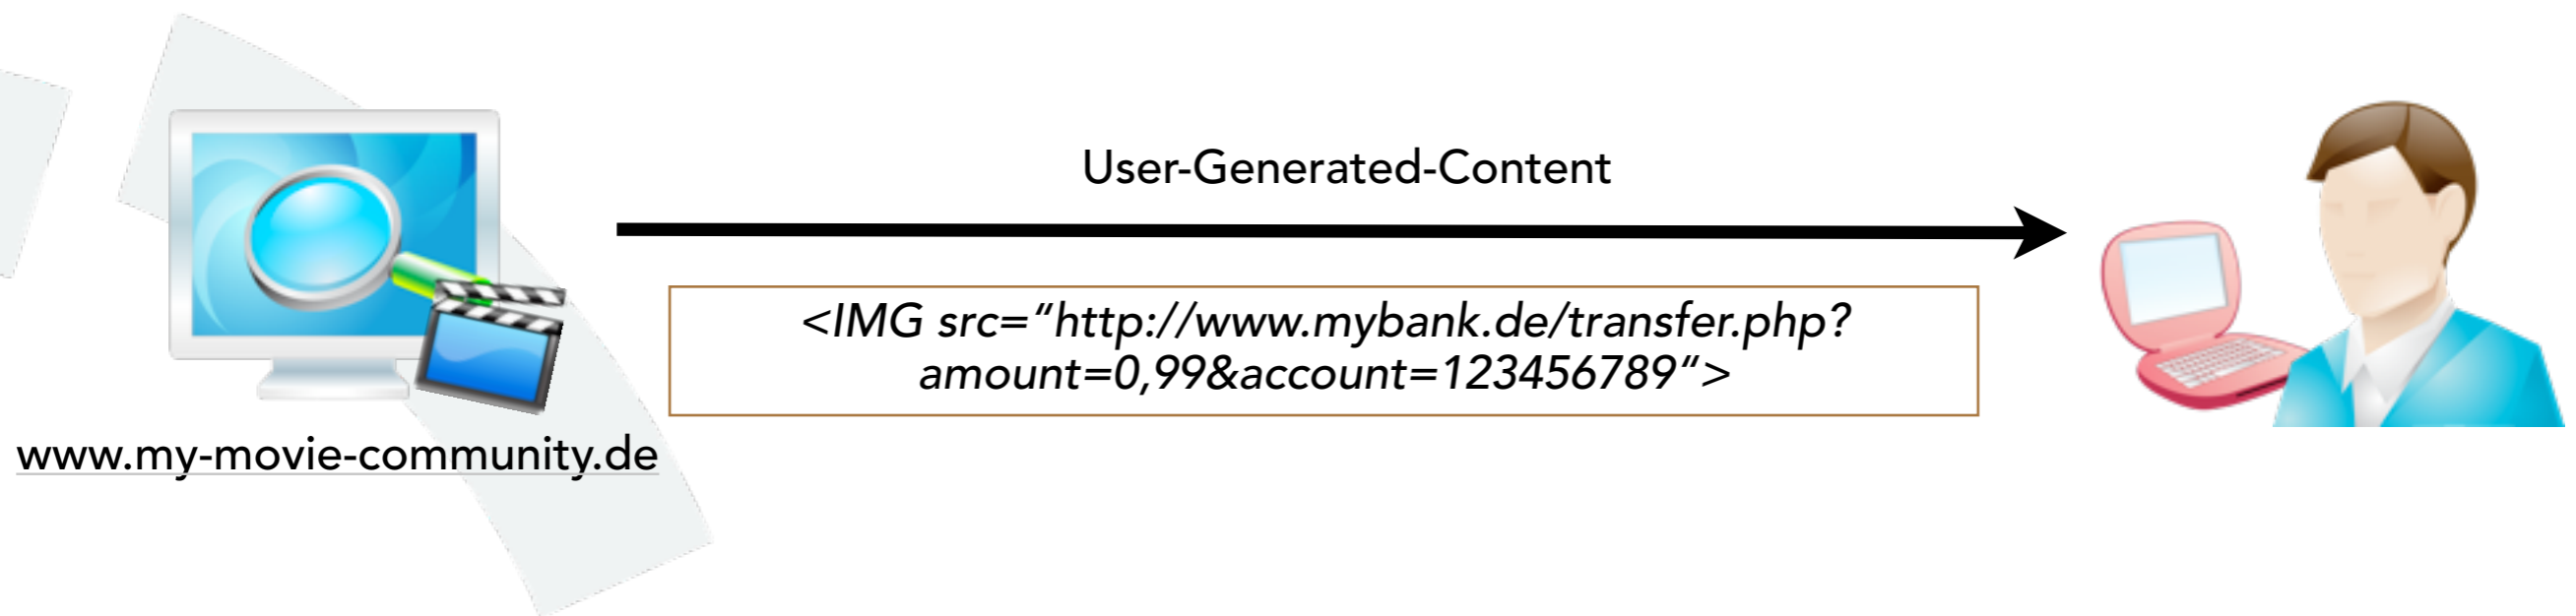 User-Generated-Content
<IMG src=“http://www.mybank.de/transfer.php?
amount=0,99&account=123456789“>
www.my-movie-community.de